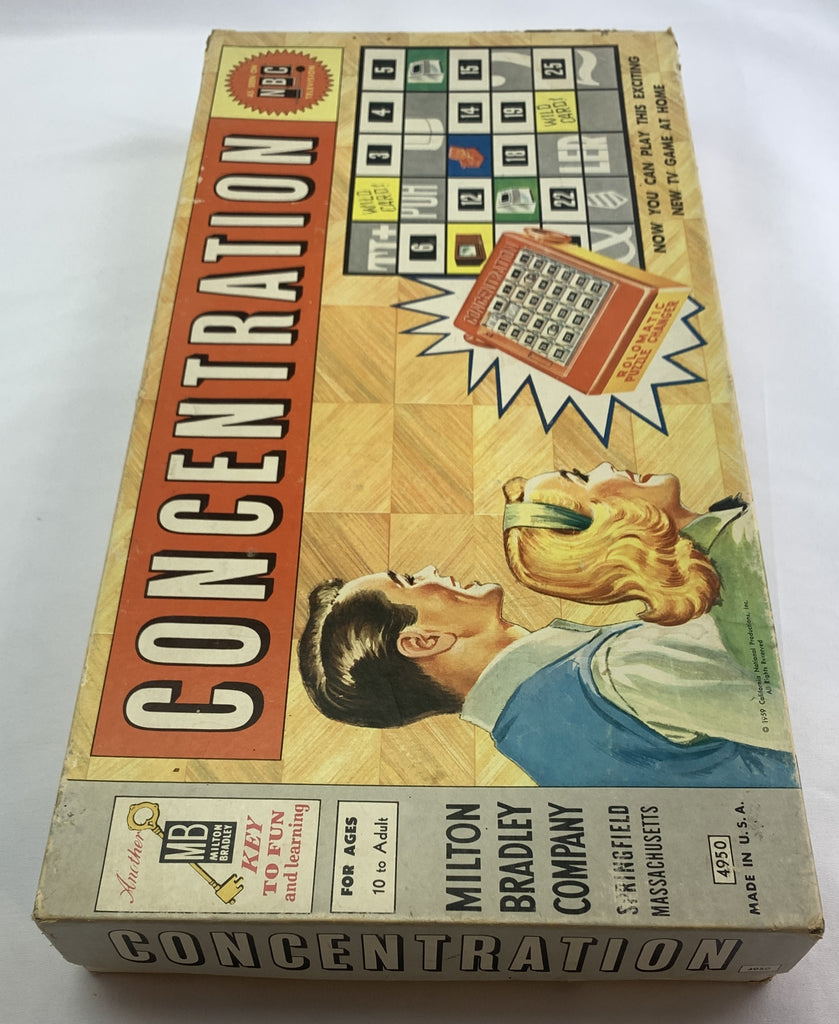 Another
MB
MILTON
BRADLEY
KEY
TO FUN
and learning
FOR AGES
10 to Adult
MILTON
BRADLEY
COMPANY
SPRINGFIELD
MASSACHUSETTS
4950
MADE IN U.S.A.
CONCENTRATION
AS SEEN ON
NBC
TELEVISION
TY+ WILD CARD! 3 4 5
6 PUH
12 14 15
18 19
22 WILD CARD! 25
& LER
NOW YOU CAN PLAY THIS EXCITING
NEW TV GAME AT HOME
CONCENTRATION
ROLOMATIC
PUZZLE CHANGER
© 1959 California National Productions, Inc.
All Rights Reserved
CONCENTRATION
4950